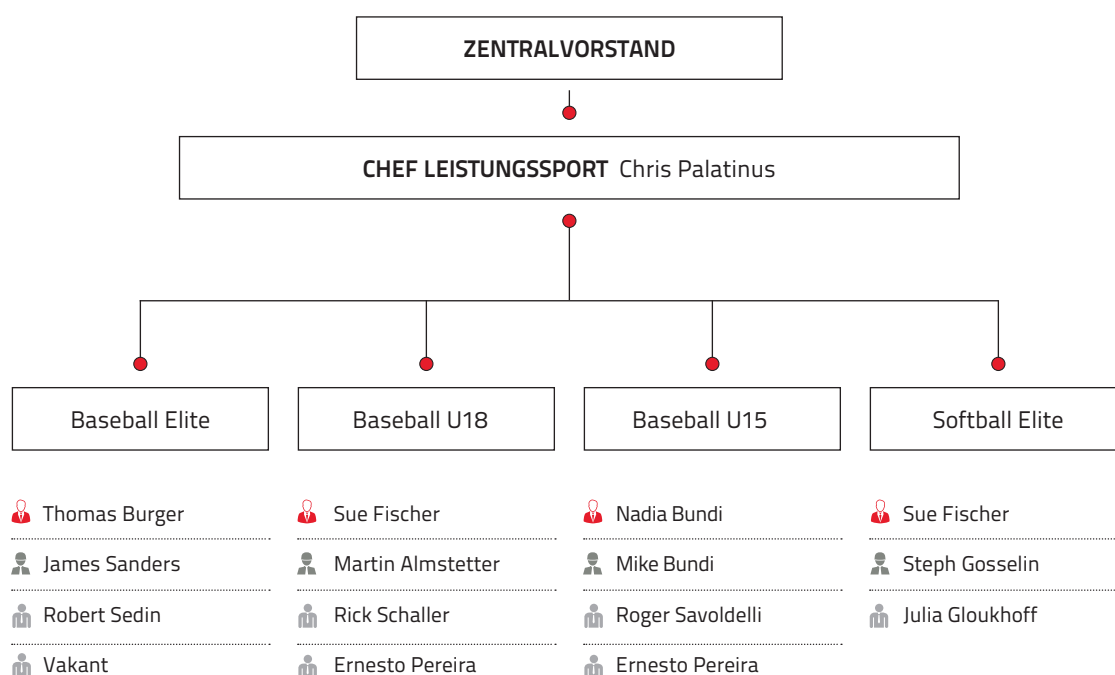 ZENTRALVORSTAND
CHEF LEISTUNGSSPORT Chris Palatinus
Baseball Elite
Baseball U18
Baseball U15
Softball Elite
Thomas Burger
James Sanders
Robert Sedin
Vakant
Sue Fischer
Martin Almstetter
Rick Schaller
Ernesto Pereira
Nadia Bundi
Mike Bundi
Roger Savoldelli
Ernesto Pereira
Sue Fischer
Steph Gosselin
Julia Gloukhoff